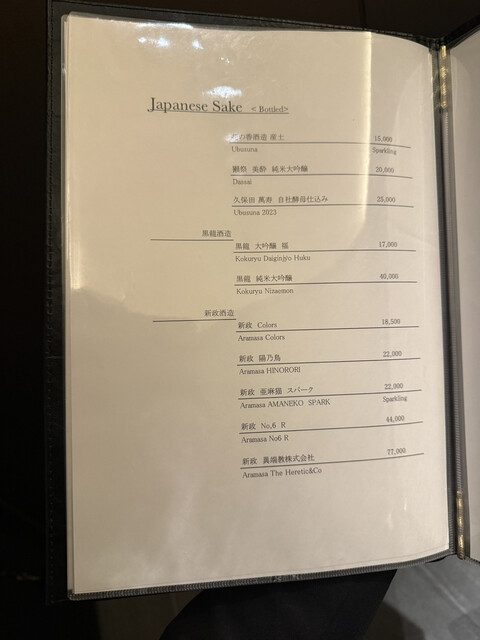 Japanese Sake < Bottled>
の香酒造 産土 15,000
Ubusuna Sparkling
獺祭 美酔 純米大吟醸 20,000
Dassai
久保田 萬寿 自社酵母仕込み 25,000
Ubusuna 2023
黒龍酒造
黒龍 大吟醸 福 17,000
Kokuryu Daiginjyo Huku
黒龍 純米大吟醸 40,000
Kokuryu Nizaemon
新政酒造
新政 Colors 18,500
Aramasa Colors
新政 陽乃鳥 22,000
Aramasa HINORORI
新政 亜麻猫 スパーク 22,000
Aramasa AMANEKO SPARK Sparkling
新政 No,6 R 44,000
Aramasa No6 R
新政 異端教株式会社 77,000
Aramasa The Heretic&Co